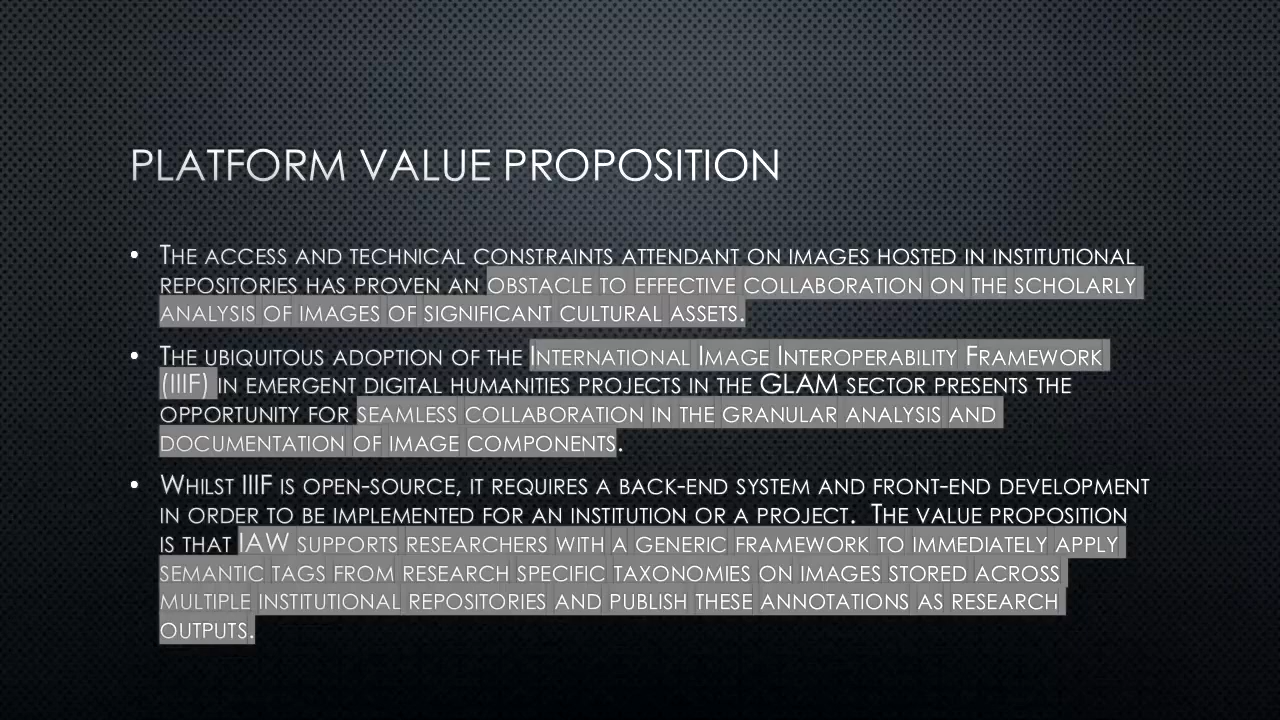 PLATFORM VALUE PROPOSITION
• THE ACCESS AND TECHNICAL CONSTRAINTS ATTENDANT ON IMAGES HOSTED IN INSTITUTIONAL
REPOSITORIES HAS PROVEN AN OBSTACLE TO EFFECTIVE COLLABORATION ON THE SCHOLARLY
ANALYSIS OF IMAGES OF SIGNIFICANT CULTURAL ASSETS.
• THE UBIQUITOUS ADOPTION OF THE INTERNATIONAL IMAGE INTEROPERABILITY FRAMEWORK
(IIIF) IN EMERGENT DIGITAL HUMANITIES PROJECTS IN THE GLAM SECTOR PRESENTS THE
OPPORTUNITY FOR SEAMLESS COLLABORATION IN THE GRANULAR ANALYSIS AND
DOCUMENTATION OF IMAGE COMPONENTS.
• WHILST IIIF IS OPEN-SOURCE, IT REQUIRES A BACK-END SYSTEM AND FRONT-END DEVELOPMENT
IN ORDER TO BE IMPLEMENTED FOR AN INSTITUTION OR A PROJECT. THE VALUE PROPOSITION
IS THAT IAW SUPPORTS RESEARCHERS WITH A GENERIC FRAMEWORK TO IMMEDIATELY APPLY
SEMANTIC TAGS FROM RESEARCH SPECIFIC TAXONOMIES ON IMAGES STORED ACROSS
MULTIPLE INSTITUTIONAL REPOSITORIES AND PUBLISH THESE ANNOTATIONS AS RESEARCH
OUTPUTS.